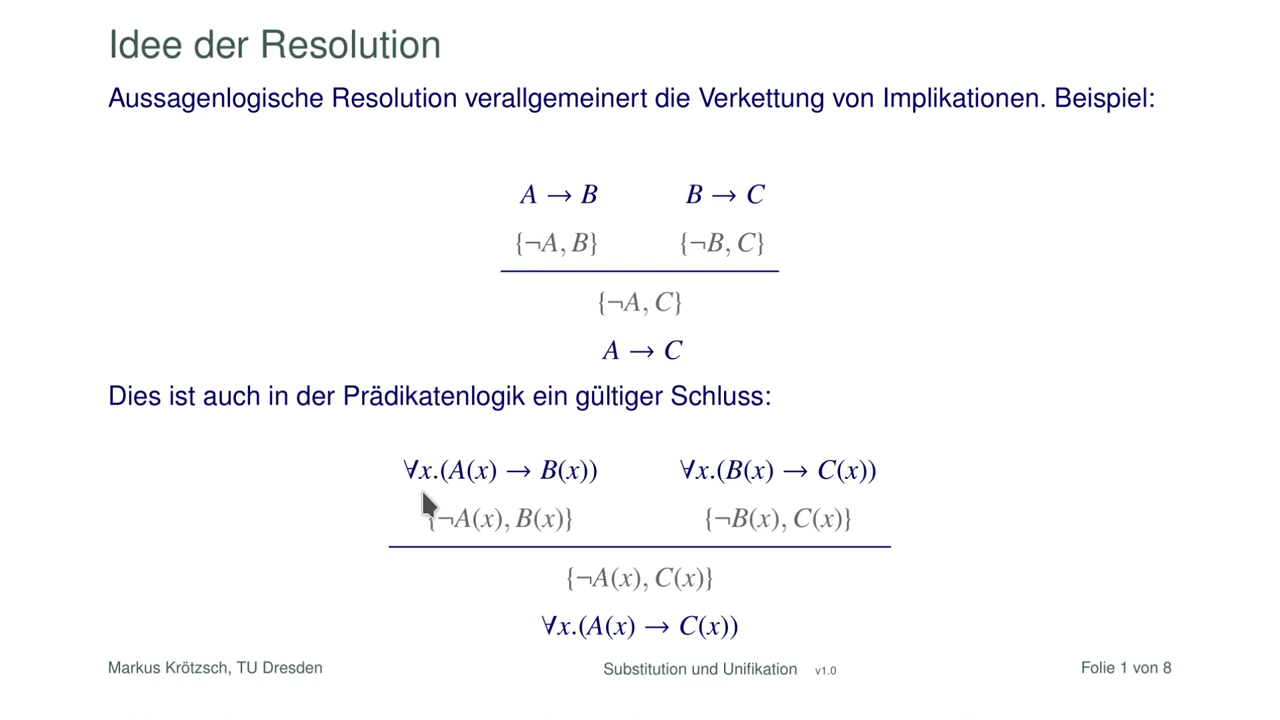 Idee der Resolution
Aussagenlogische Resolution verallgemeinert die Verkettung von Implikationen. Beispiel:
A → B B → C
{¬A, B} {¬B, C}
{¬A, C}
A → C
Dies ist auch in der Prädikatenlogik ein gültiger Schluss:
∀x.(A(x) → B(x)) ∀x.(B(x) → C(x))
{¬A(x), B(x)} {¬B(x), C(x)}
{¬A(x), C(x)}
∀x.(A(x) → C(x))
Markus Krötzsch, TU Dresden Substitution und Unifikation v1.0 Folie 1 von 8